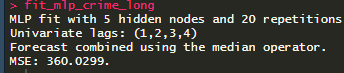 > fit_mlp_crime_long
MLP fit with 5 hidden nodes and 20 repetitions.
Univariate lags: (1,2,3,4)
Forecast combined using the median operator.
MSE: 360.0299.